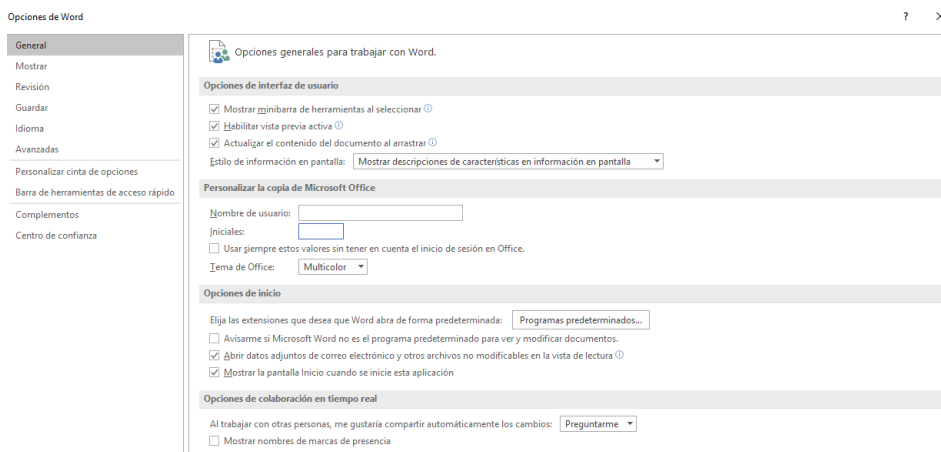 Opciones de Word
?
General
Mostrar
Revisión
Guardar
Idioma
Avanzadas
Personalizar cinta de opciones
Barra de herramientas de acceso rápido
Complementos
Centro de confianza
Opciones generales para trabajar con Word.
Opciones de interfaz de usuario
Mostrar minibarra de herramientas al seleccionar
Habilitar vista previa activa
Actualizar el contenido del documento al arrastrar
Estilo de información en pantalla: Mostrar descripciones de características en información en pantalla
Personalizar la copia de Microsoft Office
Nombre de usuario:
Iniciales:
Usar siempre estos valores sin tener en cuenta el inicio de sesión en Office.
Tema de Office: Multicolor
Opciones de inicio
Elija las extensiones que desea que Word abra de forma predeterminada: Programas predeterminados...
Avisarme si Microsoft Word no es el programa predeterminado para ver y modificar documentos.
Abrir datos adjuntos de correo electrónico y otros archivos no modificables en la vista de lectura
Mostrar la pantalla Inicio cuando se inicie esta aplicación
Opciones de colaboración en tiempo real
Al trabajar con otras personas, me gustaría compartir automáticamente los cambios: Preguntarme
Mostrar nombres de marcas de presencia